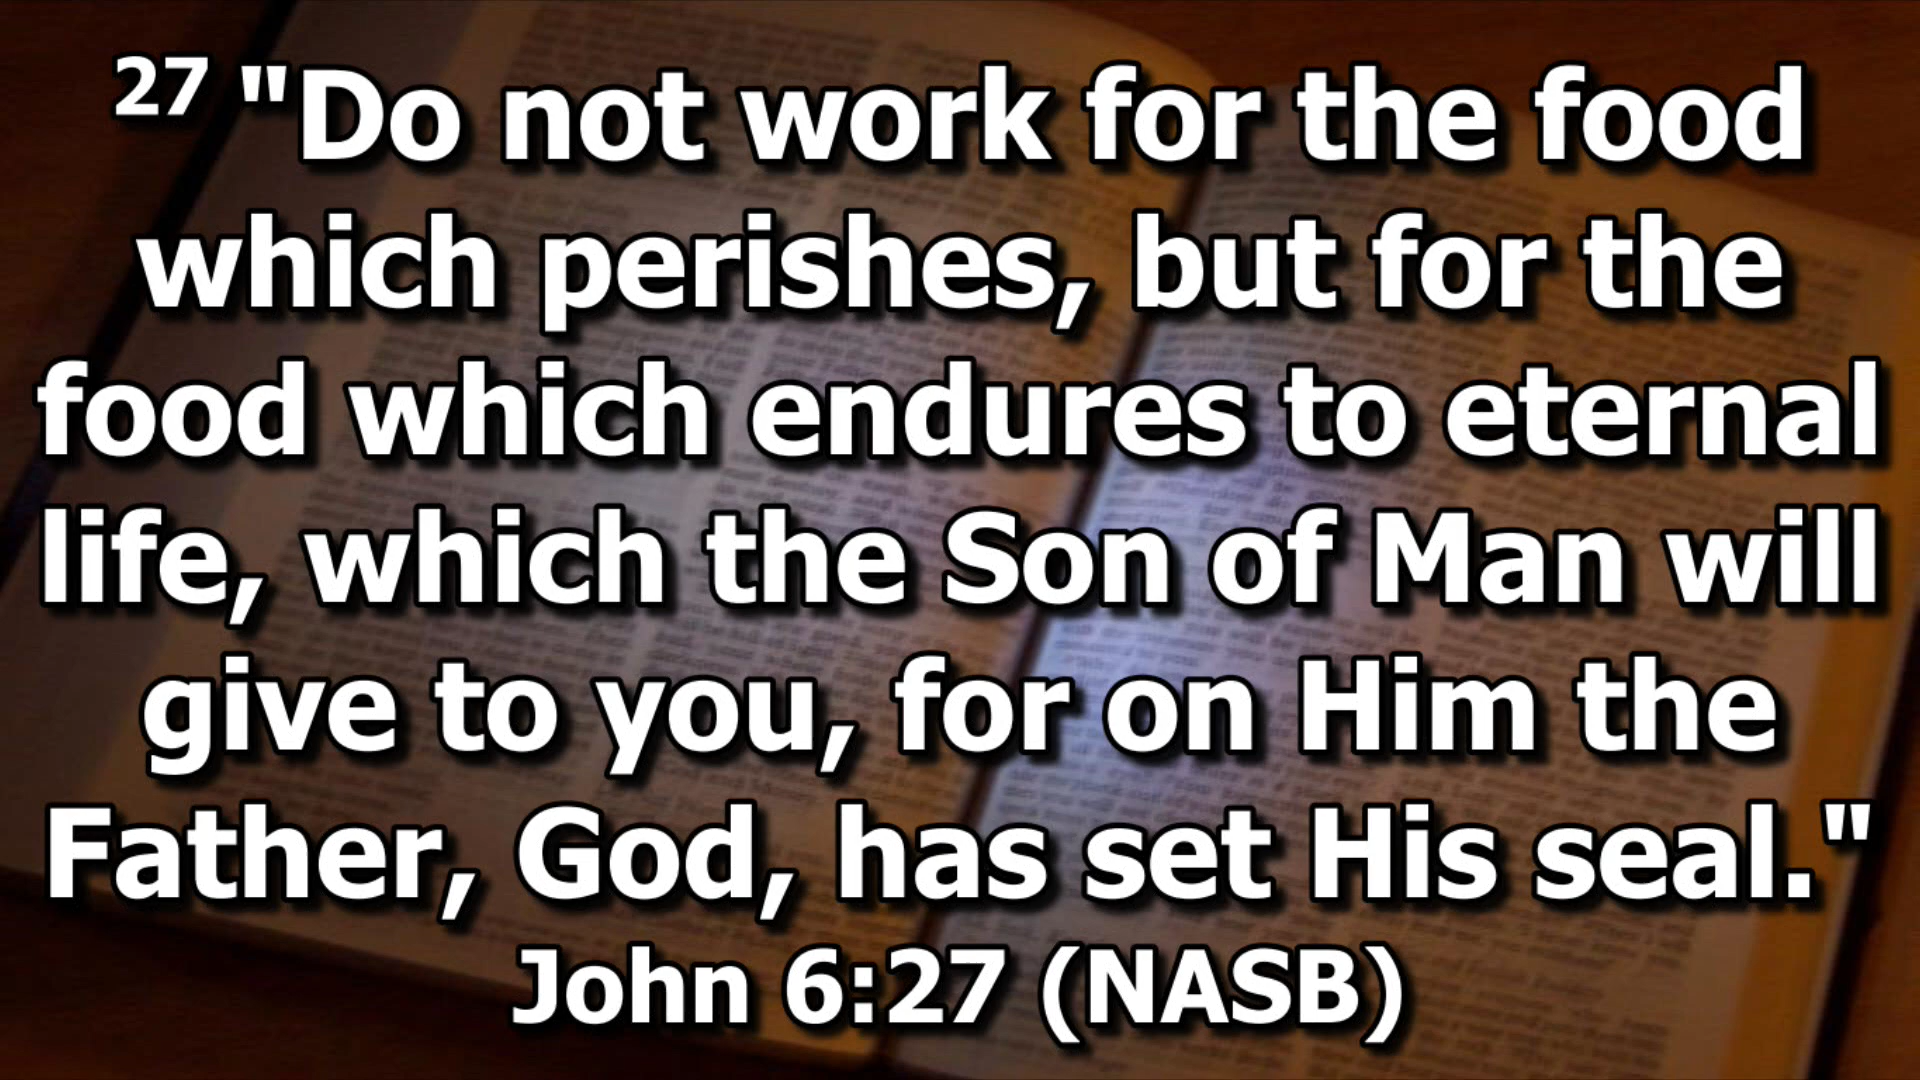 27 "Do not work for the food
which perishes, but for the
food which endures to eternal
life, which the Son of Man will
give to you, for on Him the
Father, God, has set His seal."
John 6:27 (NASB)